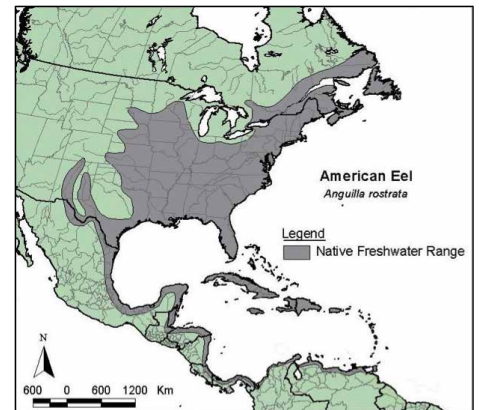 American Eel
Anguilla rostrata
Legend
Native Freshwater Range
N
600 0 600 1200 Km